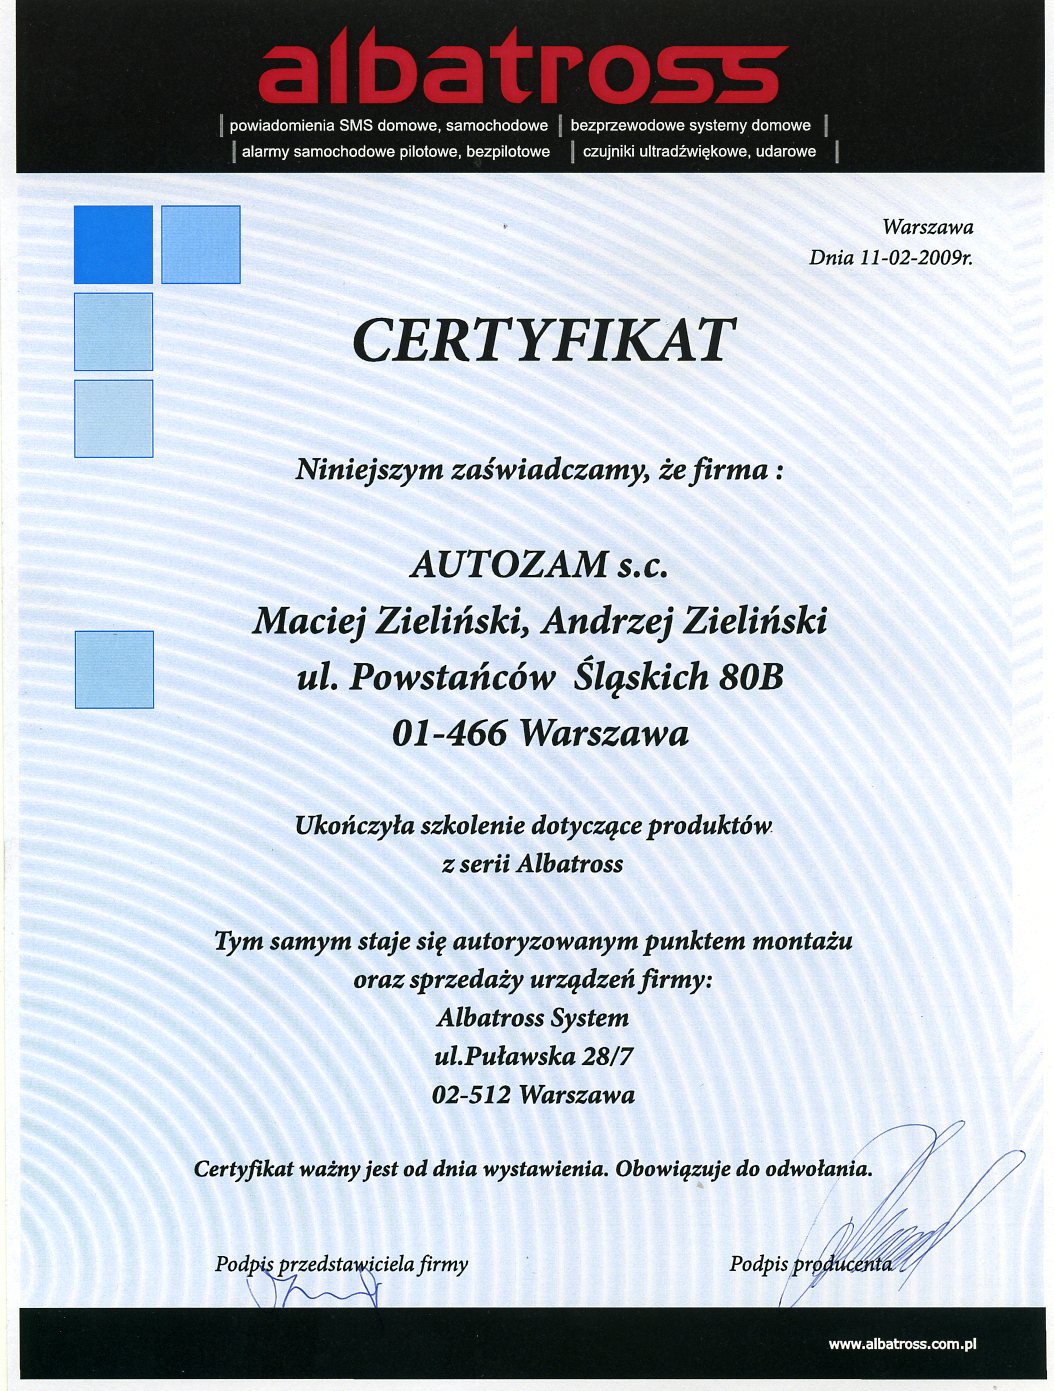 albatross
powiadomienia SMS domowe, samochodowe | bezprzewodowe systemy domowe
alarmy samochodowe pilotowe, bezpilotowe | czujniki ultradźwiękowe, udarowe
Warszawa
Dnia 11-02-2009r.
CERTYFIKAT
Niniejszym zaświadczamy, że firma :
AUTOZAM s.c.
Maciej Zieliński, Andrzej Zieliński
ul. Powstańców Śląskich 80B
01-466 Warszawa
Ukończyła szkolenie dotyczące produktów
z serii Albatross
Tym samym staje się autoryzowanym punktem montażu
oraz sprzedaży urządzeń firmy:
Albatross System
ul.Puławska 28/7
02-512 Warszawa
Certyfikat ważny jest od dnia wystawienia. Obowiązuje do odwołania.
Podpis przedstawiciela firmy
Podpis producenta
www.albatross.com.pl